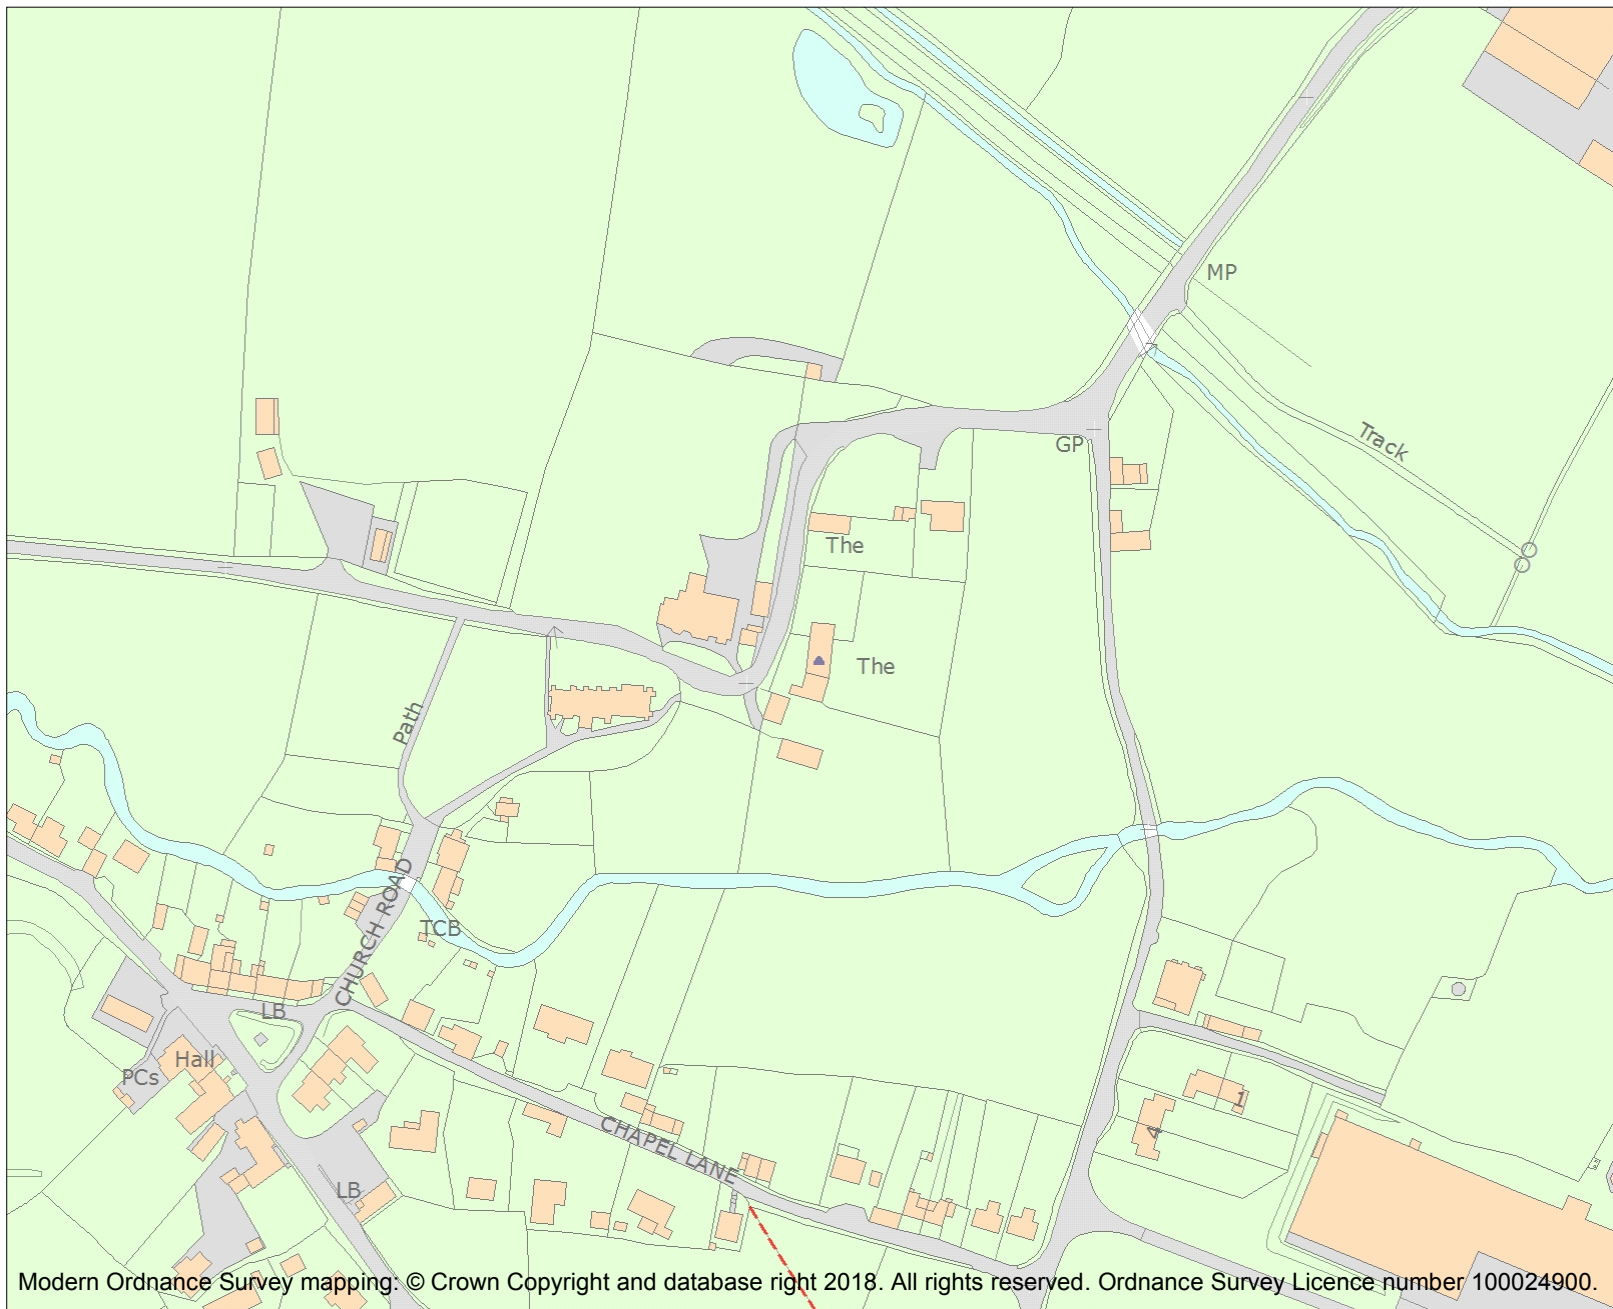 MP
Track
GP
The
The
Path
CHURCH ROAD
TCB
LB
Hall
PCs
1
4
CHAPEL LANE
LB
Modern Ordnance Survey mapping: © Crown Copyright and database right 2018. All rights reserved. Ordnance Survey Licence number 100024900.